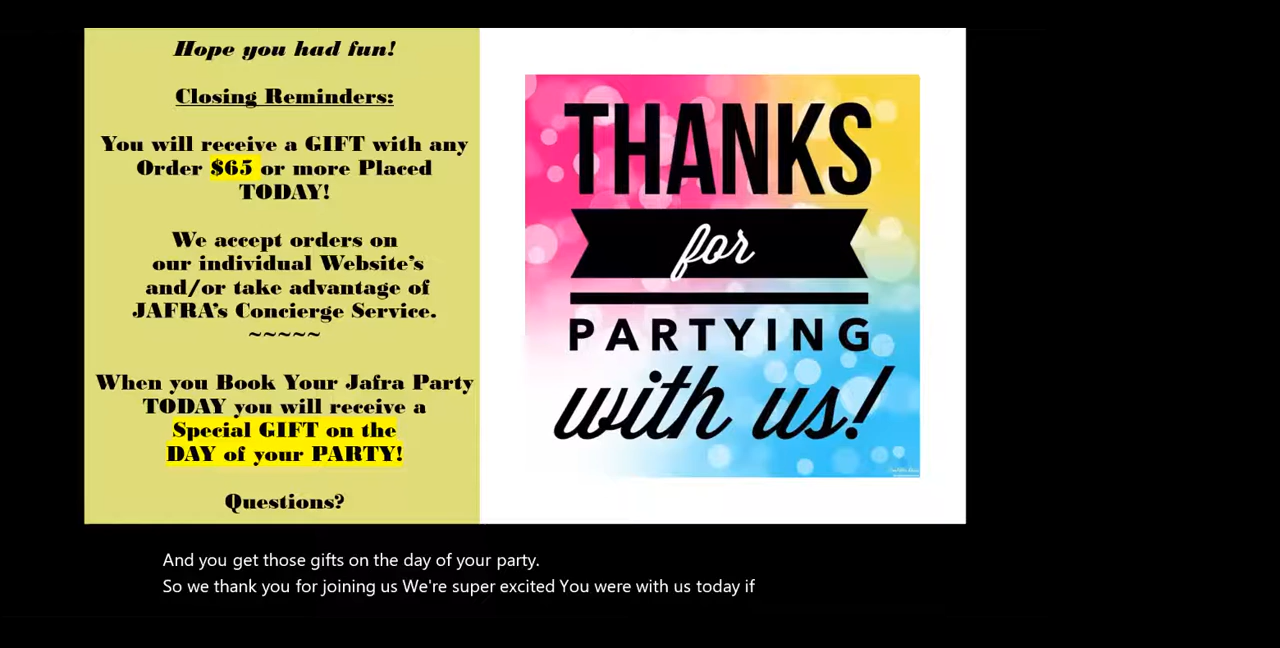 Hope you had fun!
Closing Reminders:
You will receive a GIFT with any
Order $65 or more Placed
TODAY!
We accept orders on
our individual Website's
and/or take advantage of
JAFRA's Concierge Service.
~~~~~
When you Book Your Jafra Party
TODAY you will receive a
Special GIFT on the
DAY of your PARTY!
Questions?
THANKS
for
PARTYING
with us!
And you get those gifts on the day of your party.
So we thank you for joining us We're super excited You were with us today if